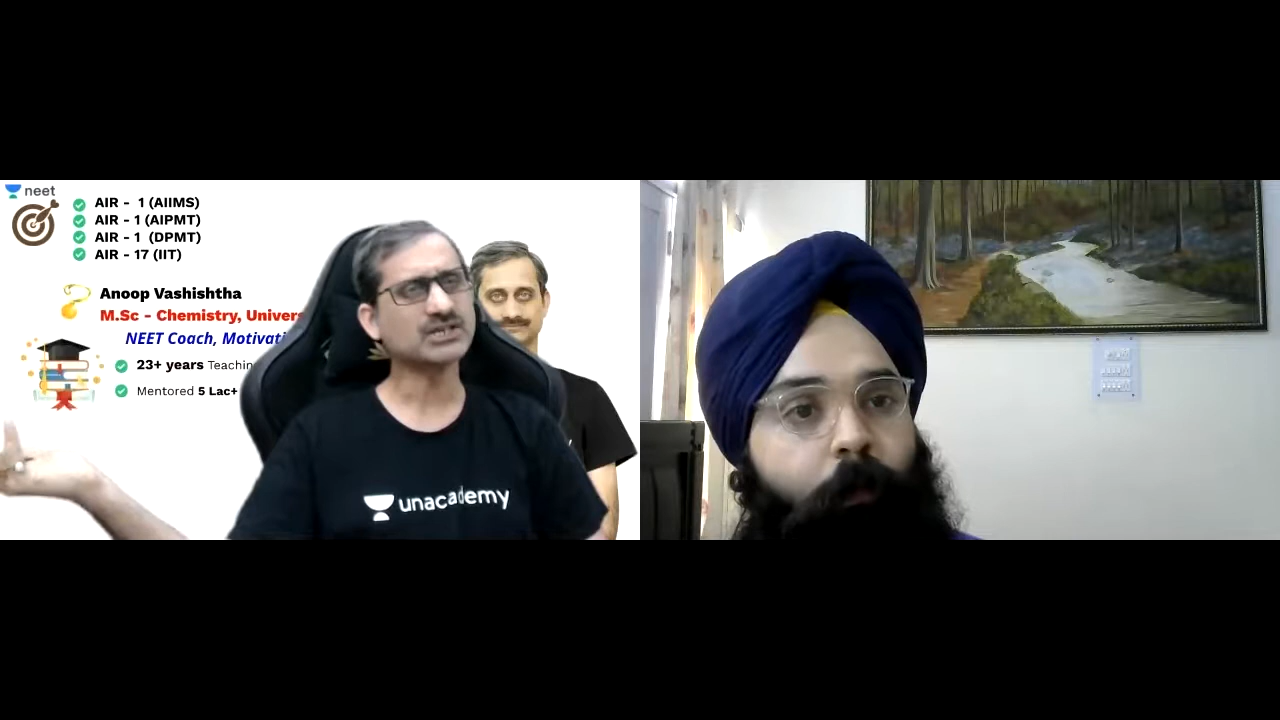 neet
AIR - 1 (AIIMS)
AIR - 1 (AIPMT)
AIR - 1 (DPMT)
AIR - 17 (IIT)
Anoop Vashishtha
M.Sc - Chemistry,
NEET Coach,
23+ years
Mentored 5 Lac+
unacademy